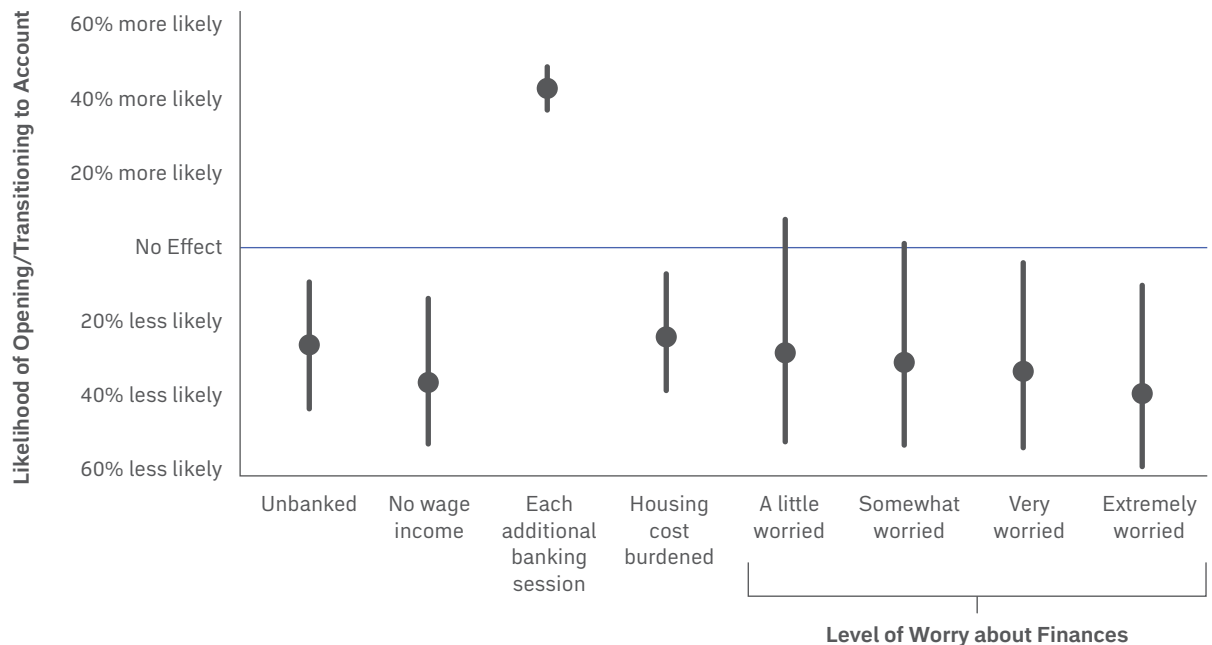 Likelihood of Opening/Transitioning to Account
60% more likely
40% more likely
20% more likely
No Effect
20% less likely
40% less likely
60% less likely
Unbanked
No wage
income
Each
additional
banking
session
Housing
cost
burdened
A little
worried
Somewhat
worried
Very
worried
Extremely
worried
Level of Worry about Finances